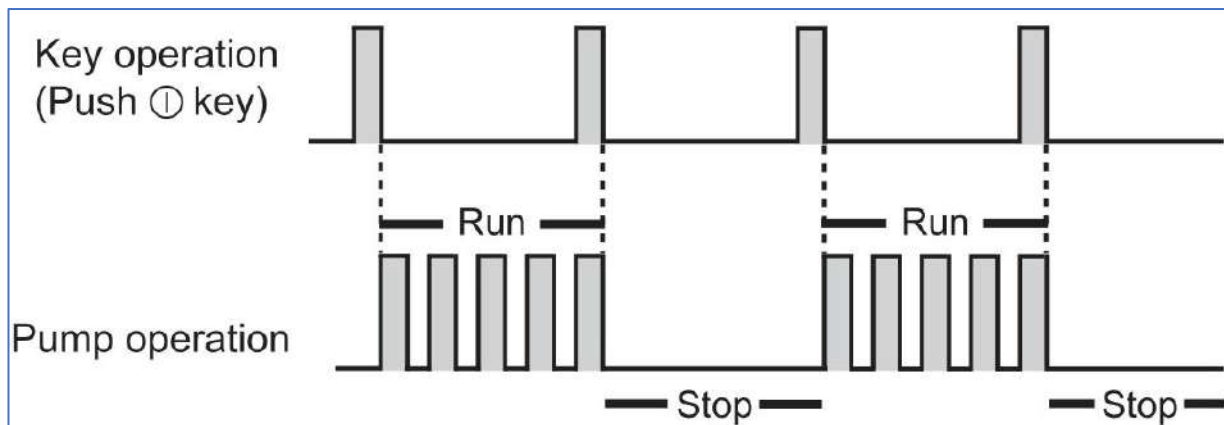 Key operation
(Push ⏼ key)
Run
Run
Pump operation
Stop
Stop